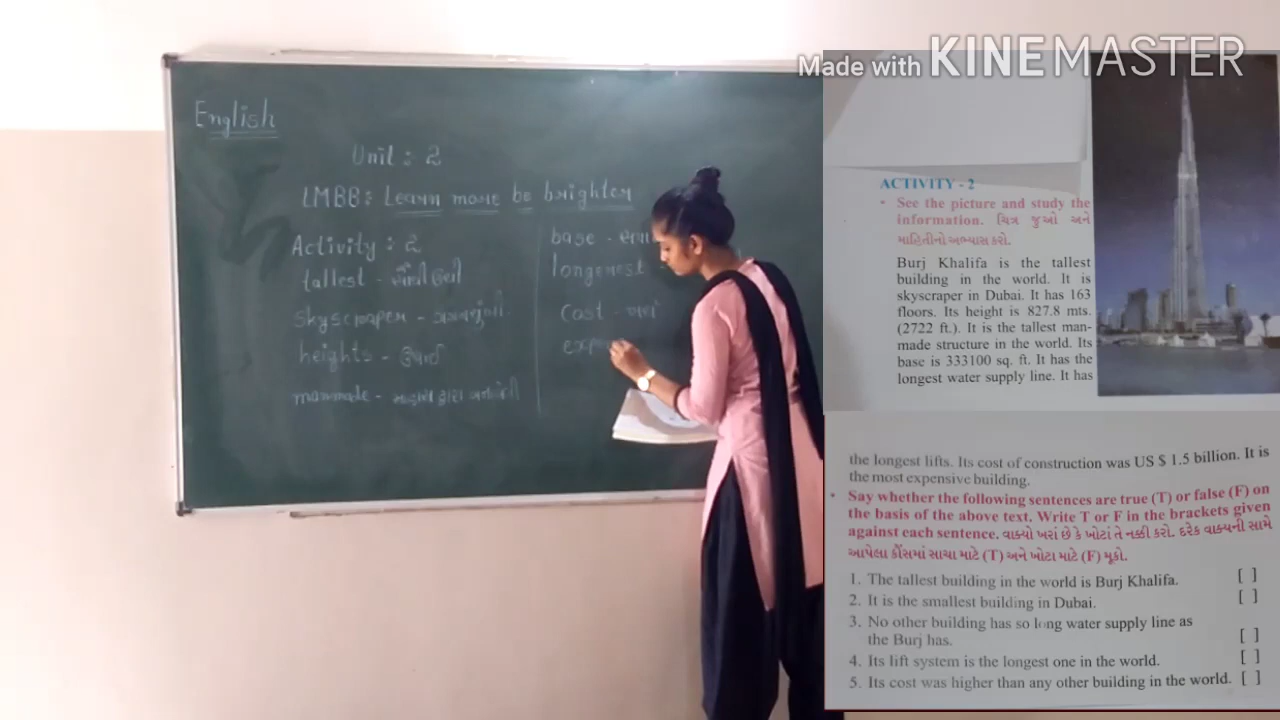 English
Unit : 2
LMBB : Learn more be brighter
Activity : 2
tallest - સૌથી ઊંચી
skyscraper - ગગનચુંબી
heights - ઊંચાઈ
manmade - માણસ દ્વારા બનાવેલી
base -
longenest
cost - ખર્ચ
Made with KINEMASTER
ACTIVITY - 2
• See the picture and study the
information. ચિત્ર જુઓ અને
માહિતીનો અભ્યાસ કરો.
Burj Khalifa is the tallest
building in the world. It is
skyscraper in Dubai. It has 163
floors. Its height is 827.8 mts.
(2722 ft.). It is the tallest man-
made structure in the world. Its
base is 333100 sq. ft. It has the
longest water supply line. It has
the longest lifts. Its cost of construction was US $ 1.5 billion. It is
the most expensive building.
• Say whether the following sentences are true (T) or false (F) on
the basis of the above text. Write T or F in the brackets given
against each sentence. વાક્યો ખરાં છે કે ખોટાં તે નક્કી કરો. દરેક વાક્યની સામે
આપેલા કૌંસમાં સાચા માટે (T) અને ખોટા માટે (F) મૂકો.
1. The tallest building in the world is Burj Khalifa. [ ]
2. It is the smallest building in Dubai. [ ]
3. No other building has so long water supply line as
the Burj has. [ ]
4. Its lift system is the longest one in the world. [ ]
5. Its cost was higher than any other building in the world. [ ]